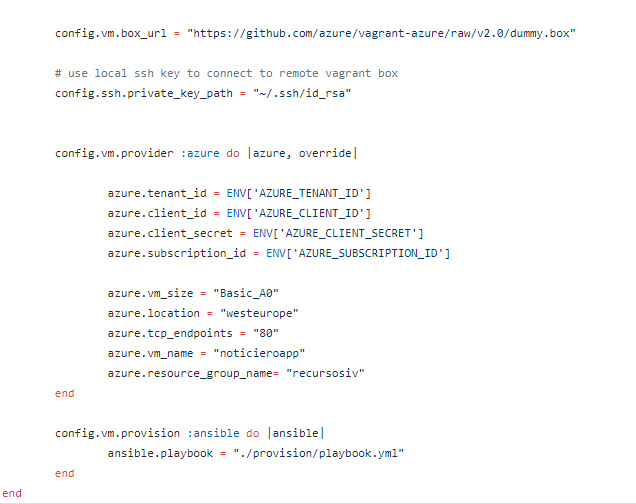 config.vm.box_url = "https://github.com/azure/vagrant-azure/raw/v2.0/dummy.box"
# use local ssh key to connect to remote vagrant box
config.ssh.private_key_path = "~/.ssh/id_rsa"
config.vm.provider :azure do |azure, override|
azure.tenant_id = ENV['AZURE_TENANT_ID']
azure.client_id = ENV['AZURE_CLIENT_ID']
azure.client_secret = ENV['AZURE_CLIENT_SECRET']
azure.subscription_id = ENV['AZURE_SUBSCRIPTION_ID']
azure.vm_size = "Basic_A0"
azure.location = "westeurope"
azure.tcp_endpoints = "80"
azure.vm_name = "noticieroapp"
azure.resource_group_name= "recursosiv"
end
config.vm.provision :ansible do |ansible|
ansible.playbook = "./provision/playbook.yml"
end
end